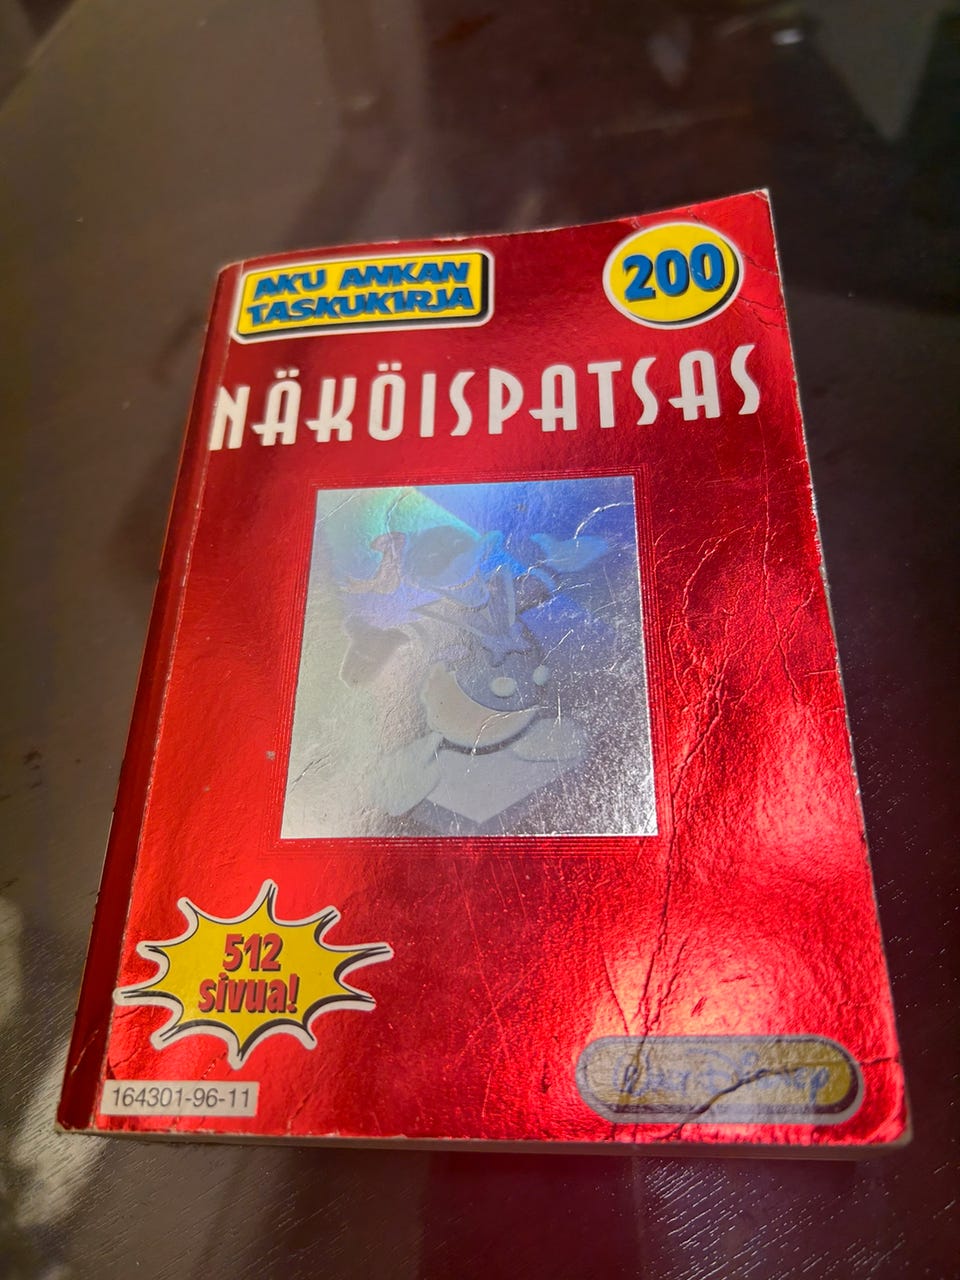 AKU ANKAN
TASKUKIRJA
200
NÄKÖISPATSAS
512
sivua!
164301-96-11
Walt Disney